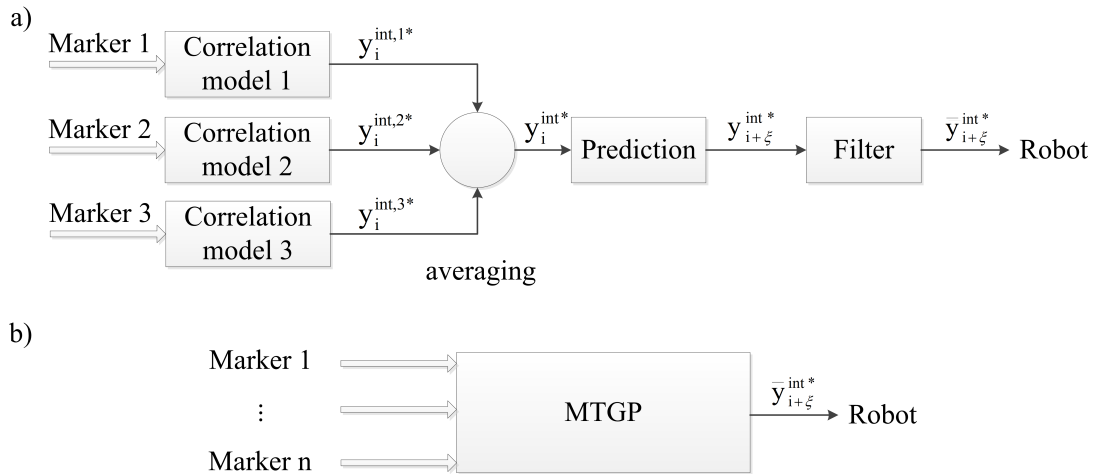 a)
Marker 1
Correlation
model 1
y_i^{int,1*}
Marker 2
Correlation
model 2
y_i^{int,2*}
y_i^{int*}
Prediction
y_{i+ξ}^{int *}
Filter
ȳ_{i+ξ}^{int *}
Robot
Marker 3
Correlation
model 3
y_i^{int,3*}
averaging
b)
Marker 1
⋮
Marker n
MTGP
ȳ_{i+ξ}^{int *}
Robot